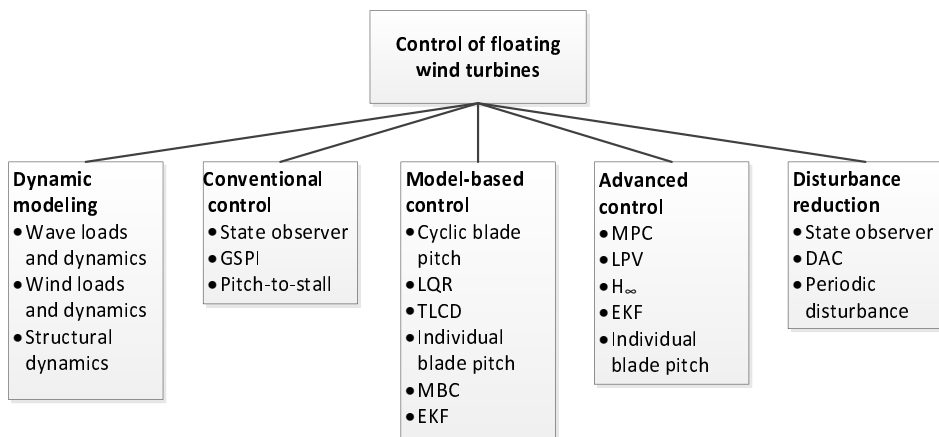 Control of floating
wind turbines
Dynamic
modeling
• Wave loads
and dynamics
• Wind loads
and dynamics
• Structural
dynamics
Conventional
control
• State observer
• GSPI
• Pitch-to-stall
Model-based
control
• Cyclic blade
pitch
• LQR
• TLCD
• Individual
blade pitch
• MBC
• EKF
Advanced
control
• MPC
• LPV
• H∞
• EKF
• Individual
blade pitch
Disturbance
reduction
• State observer
• DAC
• Periodic
disturbance